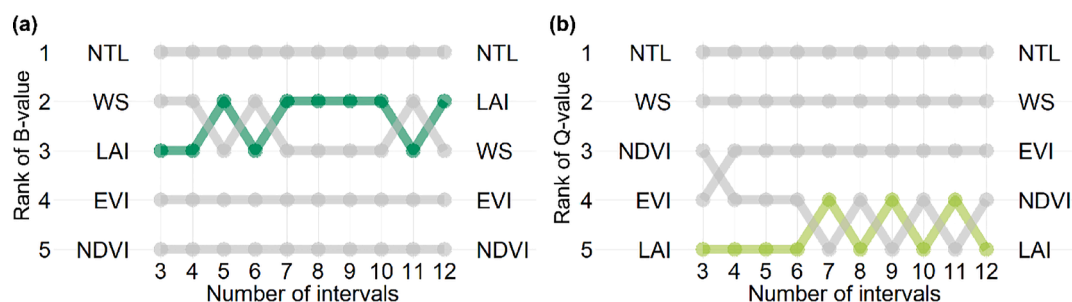 (a)
Rank of B-value
1 NTL NTL
2 WS LAI
3 LAI WS
4 EVI EVI
5 NDVI NDVI
3 4 5 6 7 8 9 10 11 12
Number of intervals
(b)
Rank of Q-value
1 NTL NTL
2 WS WS
3 NDVI EVI
4 EVI NDVI
5 LAI LAI
3 4 5 6 7 8 9 10 11 12
Number of intervals